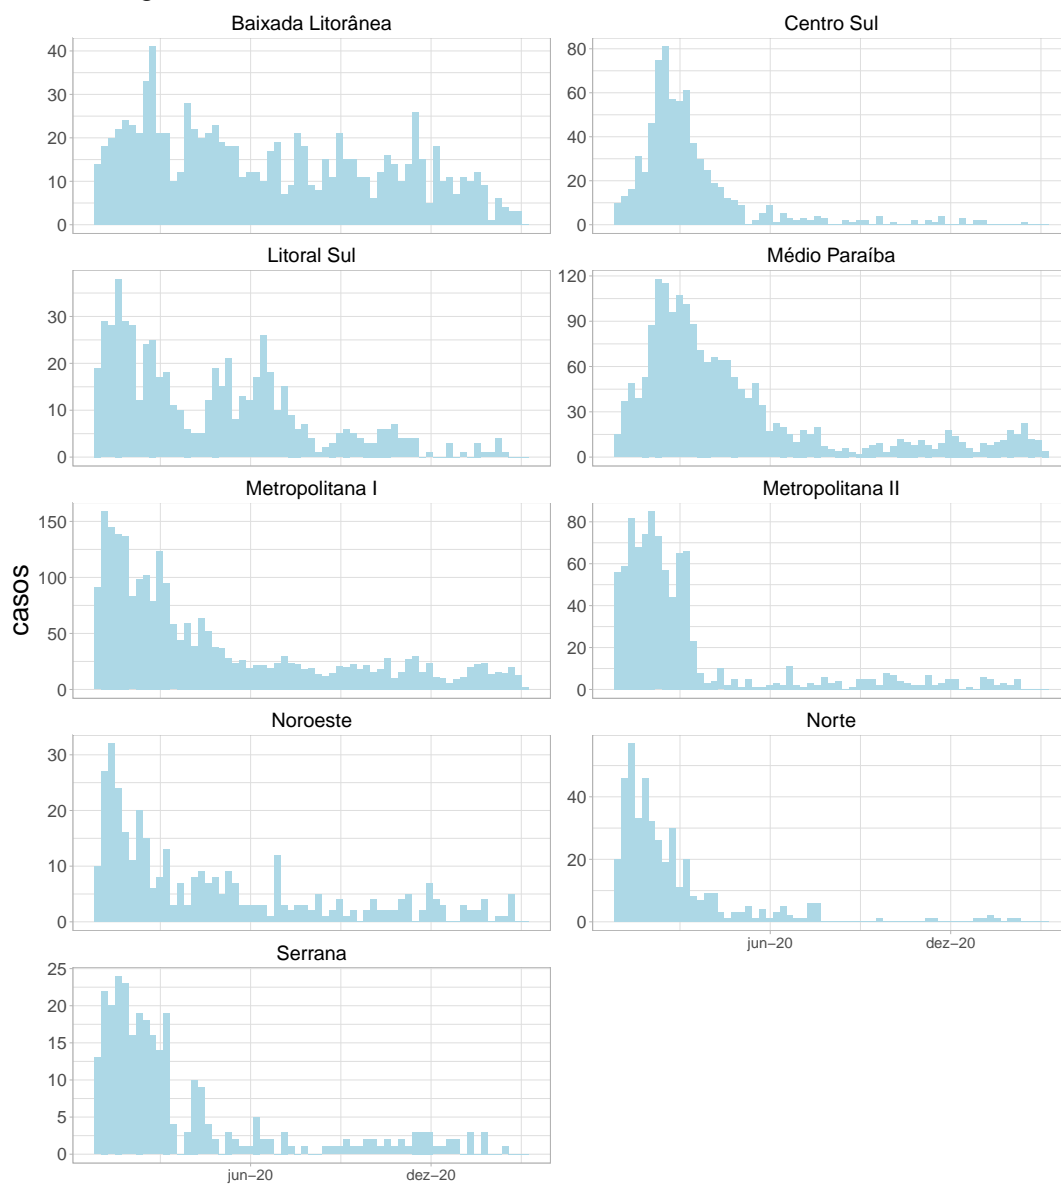 Baixada Litorânea
Centro Sul
40
30
20
10
0
80
60
40
20
0
Litoral Sul
Médio Paraíba
30
20
10
0
120
90
60
30
0
Metropolitana I
Metropolitana II
150
100
50
0
80
60
40
20
0
casos
Noroeste
Norte
30
20
10
0
40
20
0
jun−20
dez−20
Serrana
25
20
15
10
5
0
jun−20
dez−20